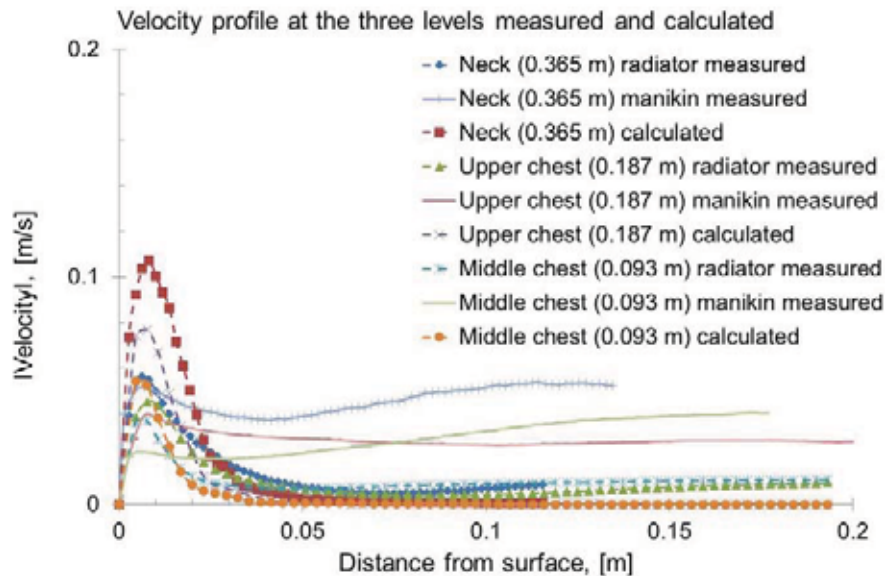 Velocity profile at the three levels measured and calculated
0.2
Neck (0.365 m) radiator measured
Neck (0.365 m) manikin measured
Neck (0.365 m) calculated
Upper chest (0.187 m) radiator measured
Upper chest (0.187 m) manikin measured
Upper chest (0.187 m) calculated
Middle chest (0.093 m) radiator measured
Middle chest (0.093 m) manikin measured
Middle chest (0.093 m) calculated
|Velocity|, [m/s]
0.1
0
0 0.05 0.1 0.15 0.2
Distance from surface, [m]